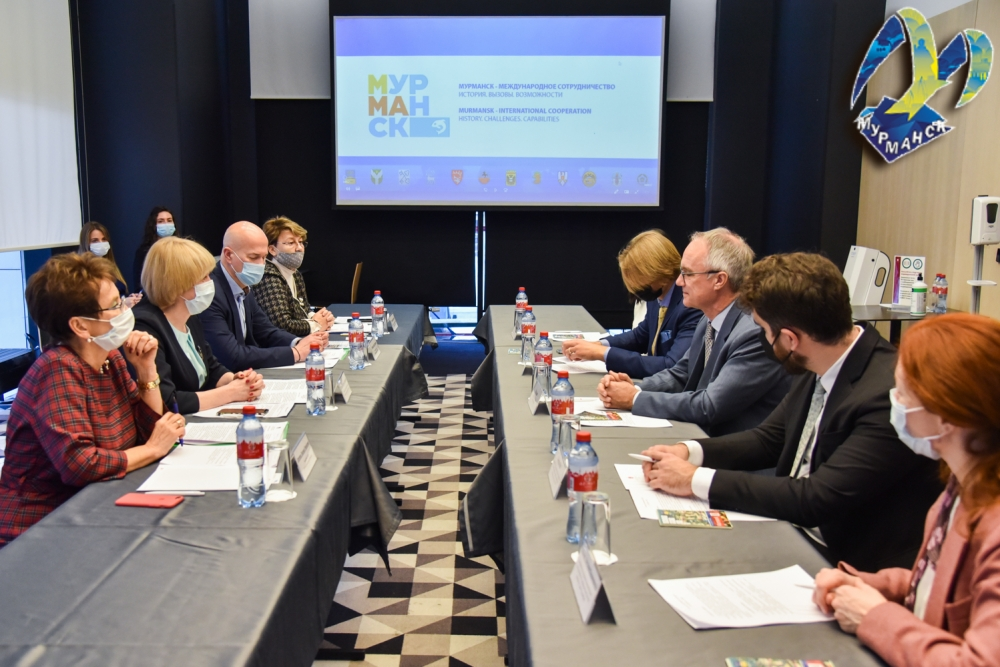 МУР
МАН
СК
МУРМАНСК - МЕЖДУНАРОДНОЕ СОТРУДНИЧЕСТВО
ИСТОРИЯ. ВЫЗОВЫ. ВОЗМОЖНОСТИ
MURMANSK - INTERNATIONAL COOPERATION
HISTORY, CHALLENGES, CAPABILITIES
МУРМАНСК